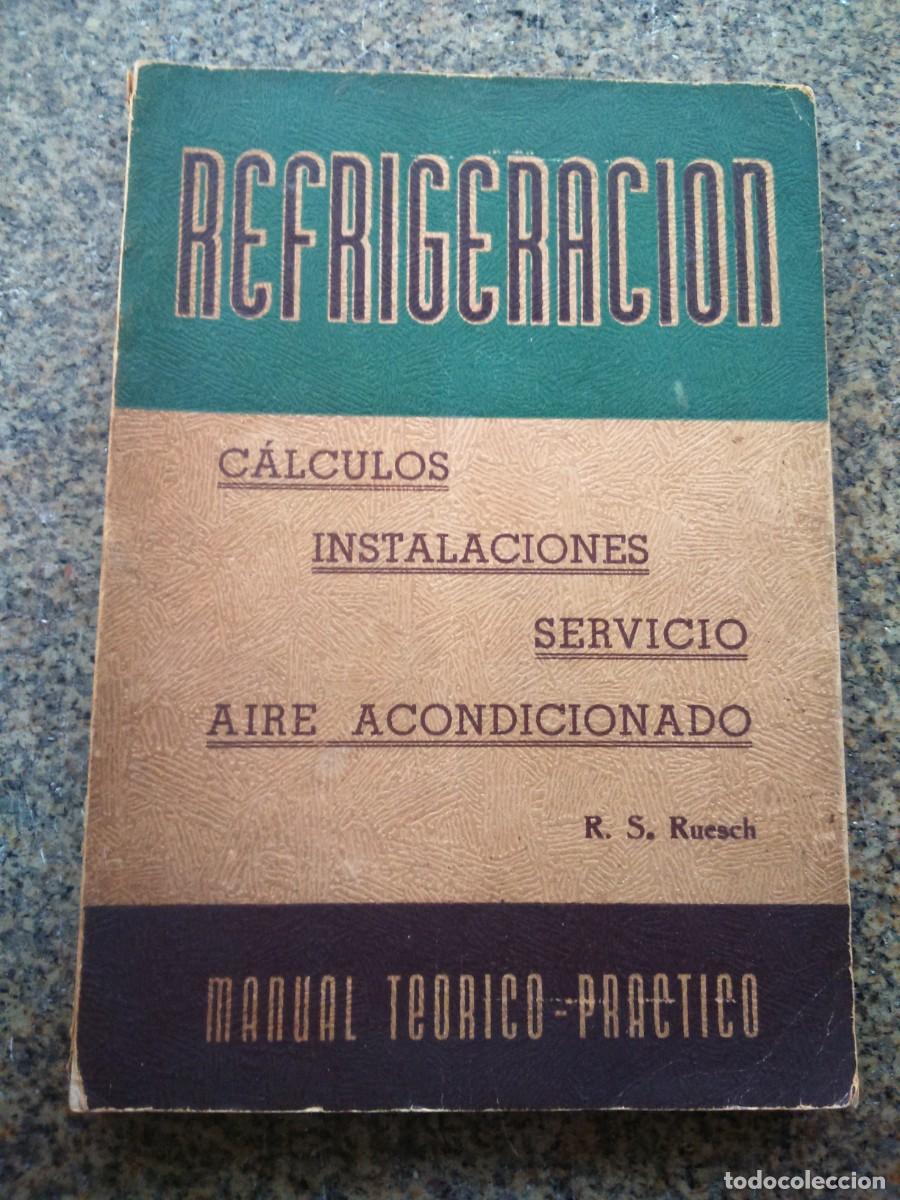 REFRIGERACION
CÁLCULOS
INSTALACIONES
SERVICIO
AIRE ACONDICIONADO
R. S. Ruesch
MANUAL TEORICO-PRACTICO
todocoleccion